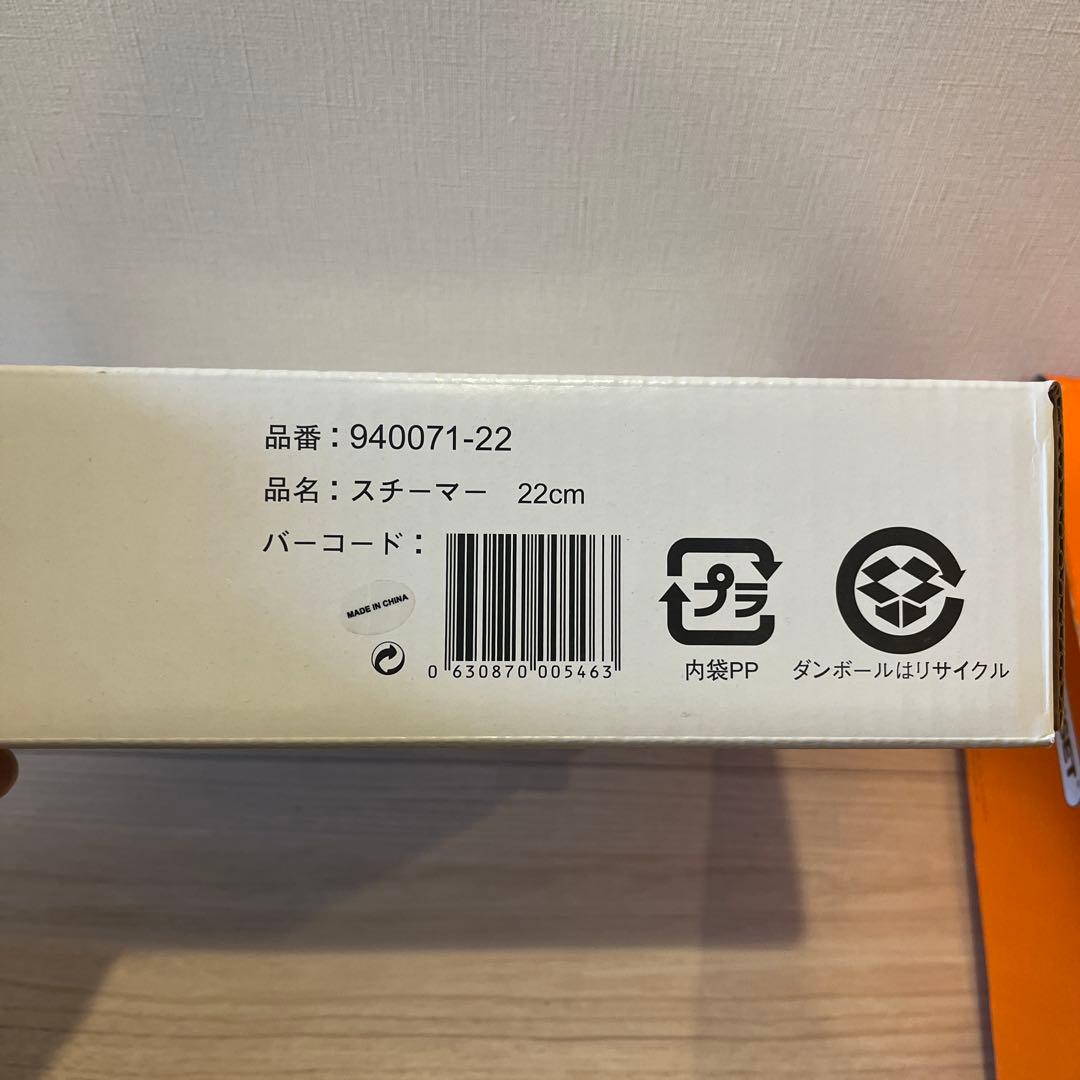 品番：940071-22
品名：スチーマー 22cm
バーコード：
MADE IN CHINA
0 630870 005463
プラ
内袋PP
ダンボールはリサイクル